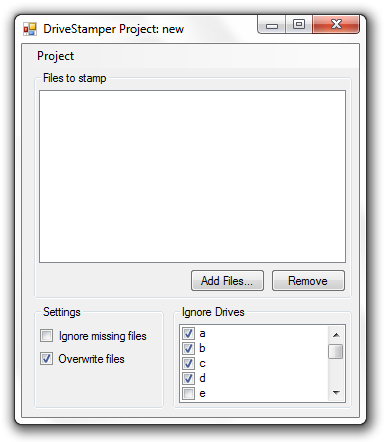 DriveStamper Project: new
Project
Files to stamp
Add Files...
Remove
Settings
Ignore missing files
Overwrite files
Ignore Drives
a
b
c
d
e